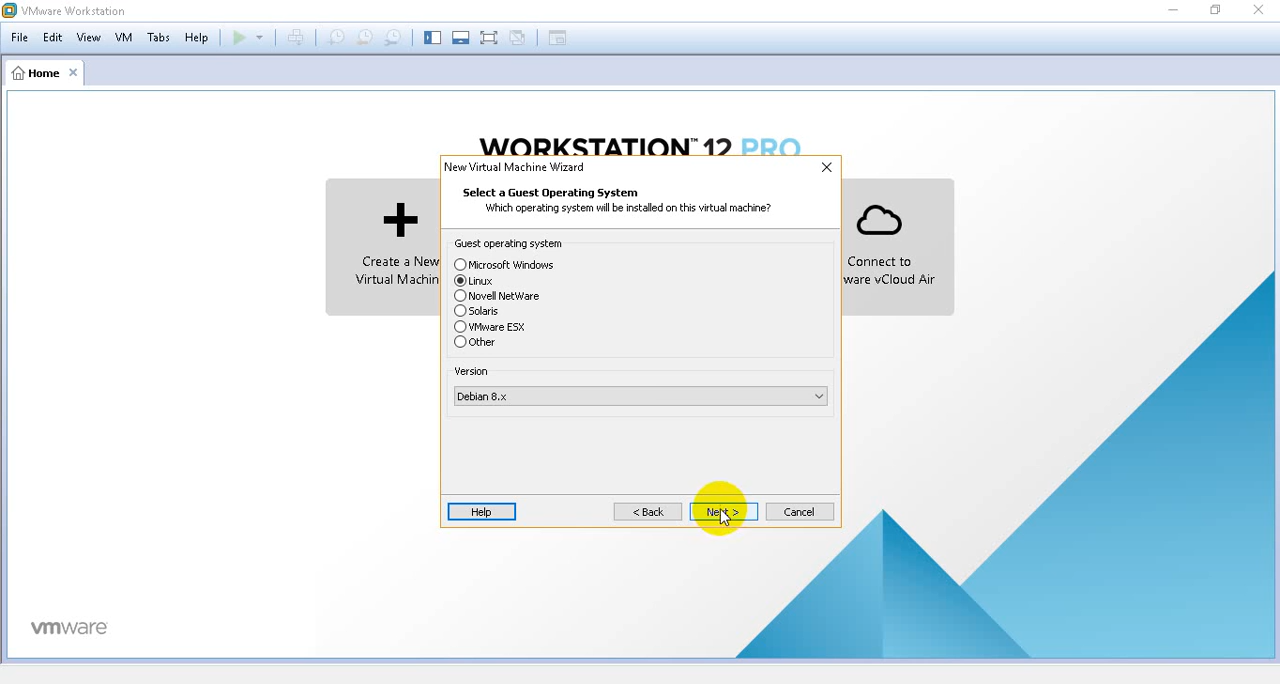 VMware Workstation
File Edit View VM Tabs Help
Home
WORKSTATION™ 12 PRO
Create a New
Virtual Machin
Connect to
ware vCloud Air
New Virtual Machine Wizard
Select a Guest Operating System
Which operating system will be installed on this virtual machine?
Guest operating system
Microsoft Windows
Linux
Novell NetWare
Solaris
VMware ESX
Other
Version
Debian 8.x
Help < Back Next > Cancel
vmware